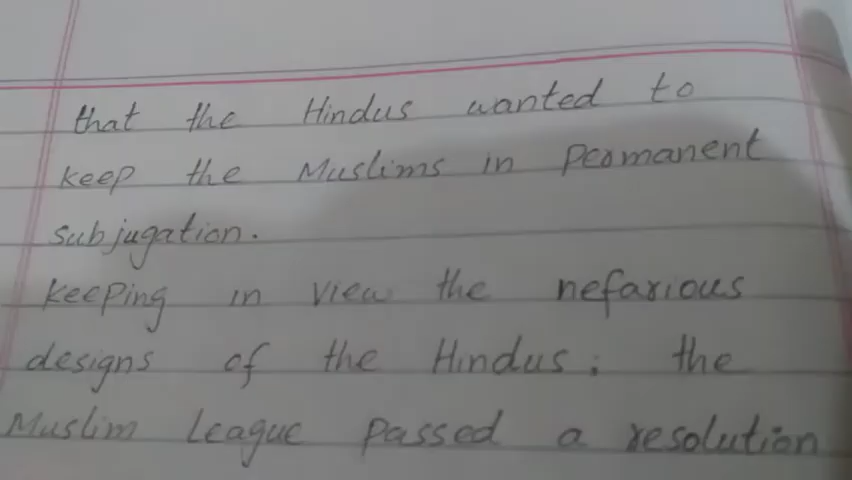 that the Hindus wanted to
keep the Muslims in permanent
subjugation.
Keeping in view the nefarious
designs of the Hindus; the
Muslim League passed a resolution